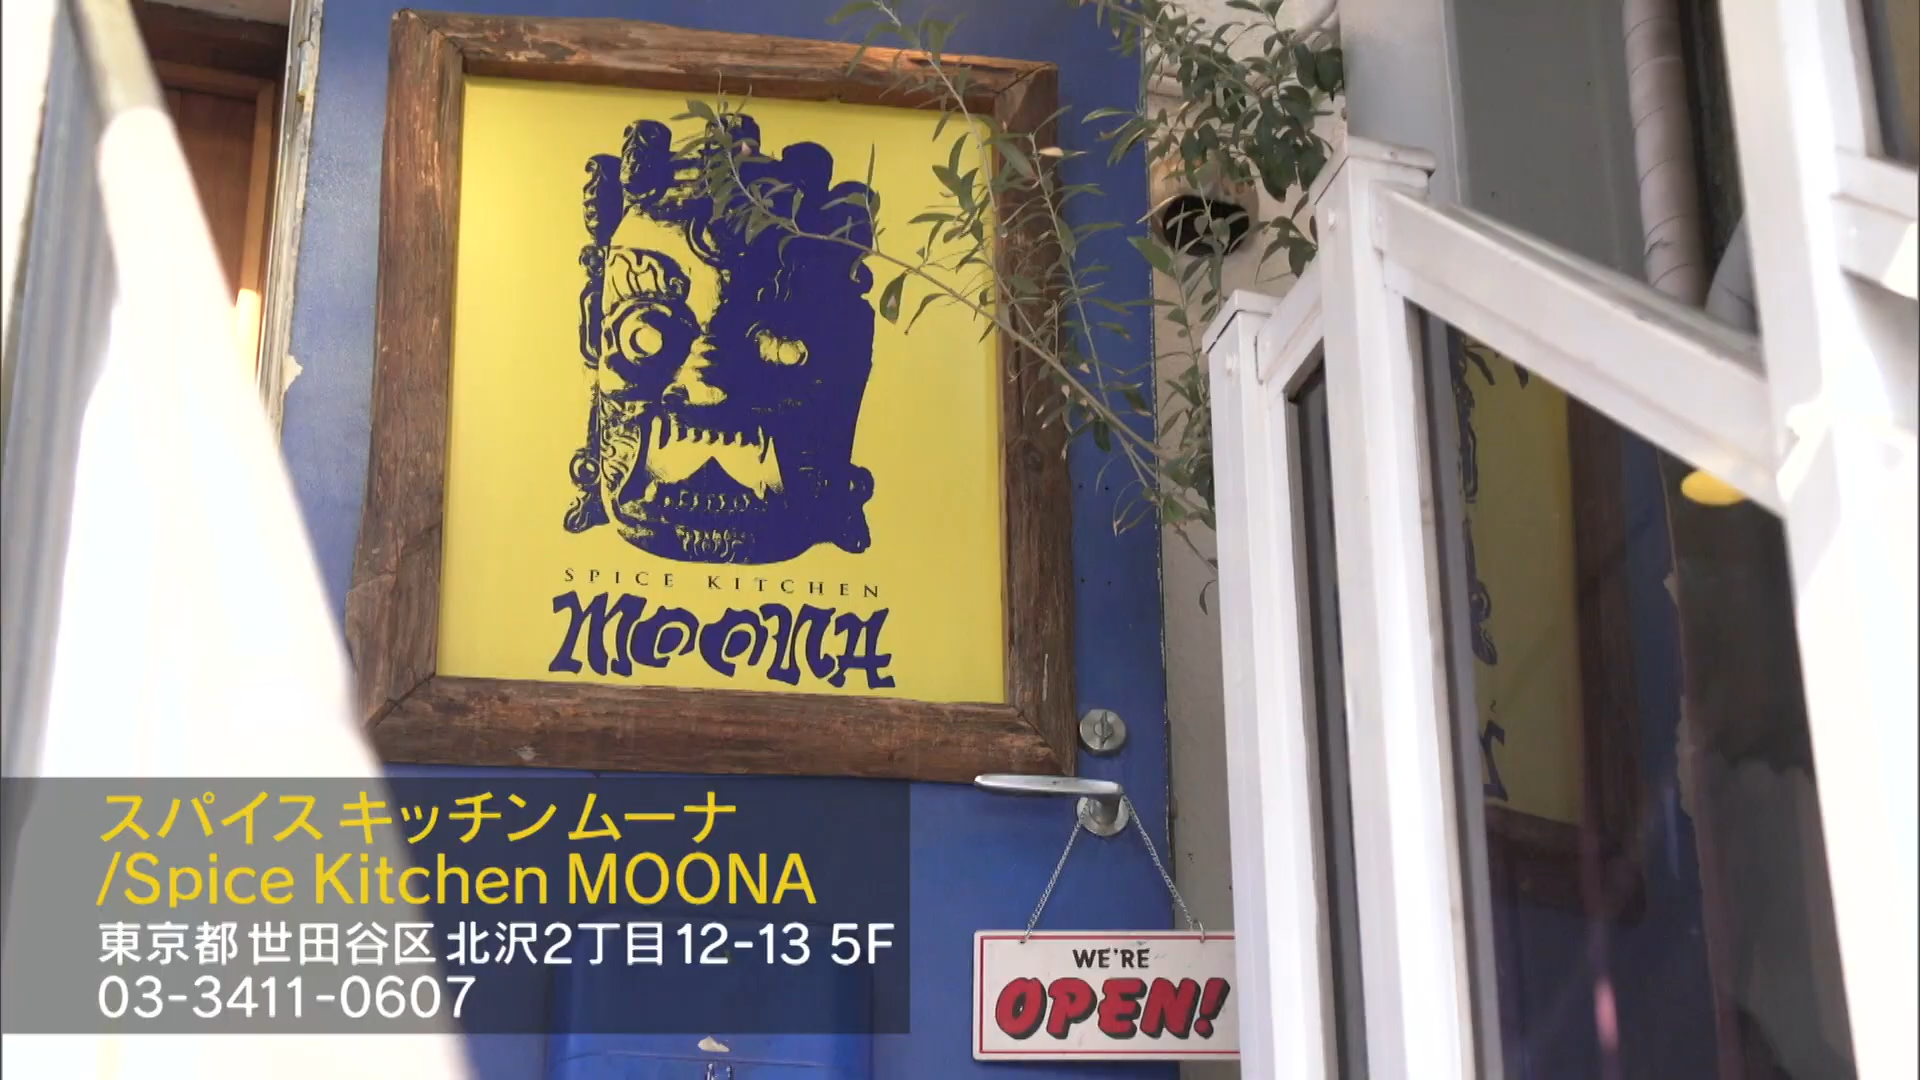 SPICE KITCHEN
MOONA
スパイス キッチン ムーナ
/Spice Kitchen MOONA
東京都 世田谷区 北沢2丁目12-13 5F
03-3411-0607
WE'RE
OPEN!